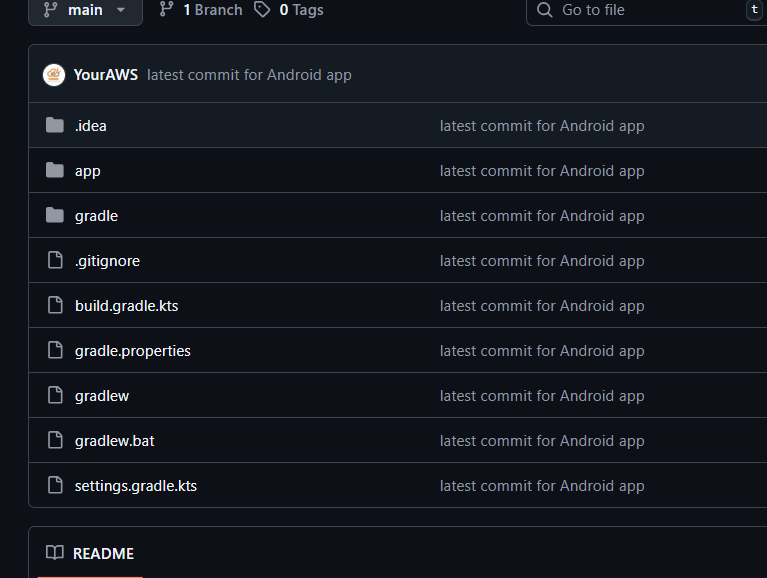 main 1 Branch 0 Tags Go to file t
YourAWS latest commit for Android app
.idea latest commit for Android app
app latest commit for Android app
gradle latest commit for Android app
.gitignore latest commit for Android app
build.gradle.kts latest commit for Android app
gradle.properties latest commit for Android app
gradlew latest commit for Android app
gradlew.bat latest commit for Android app
settings.gradle.kts latest commit for Android app
README